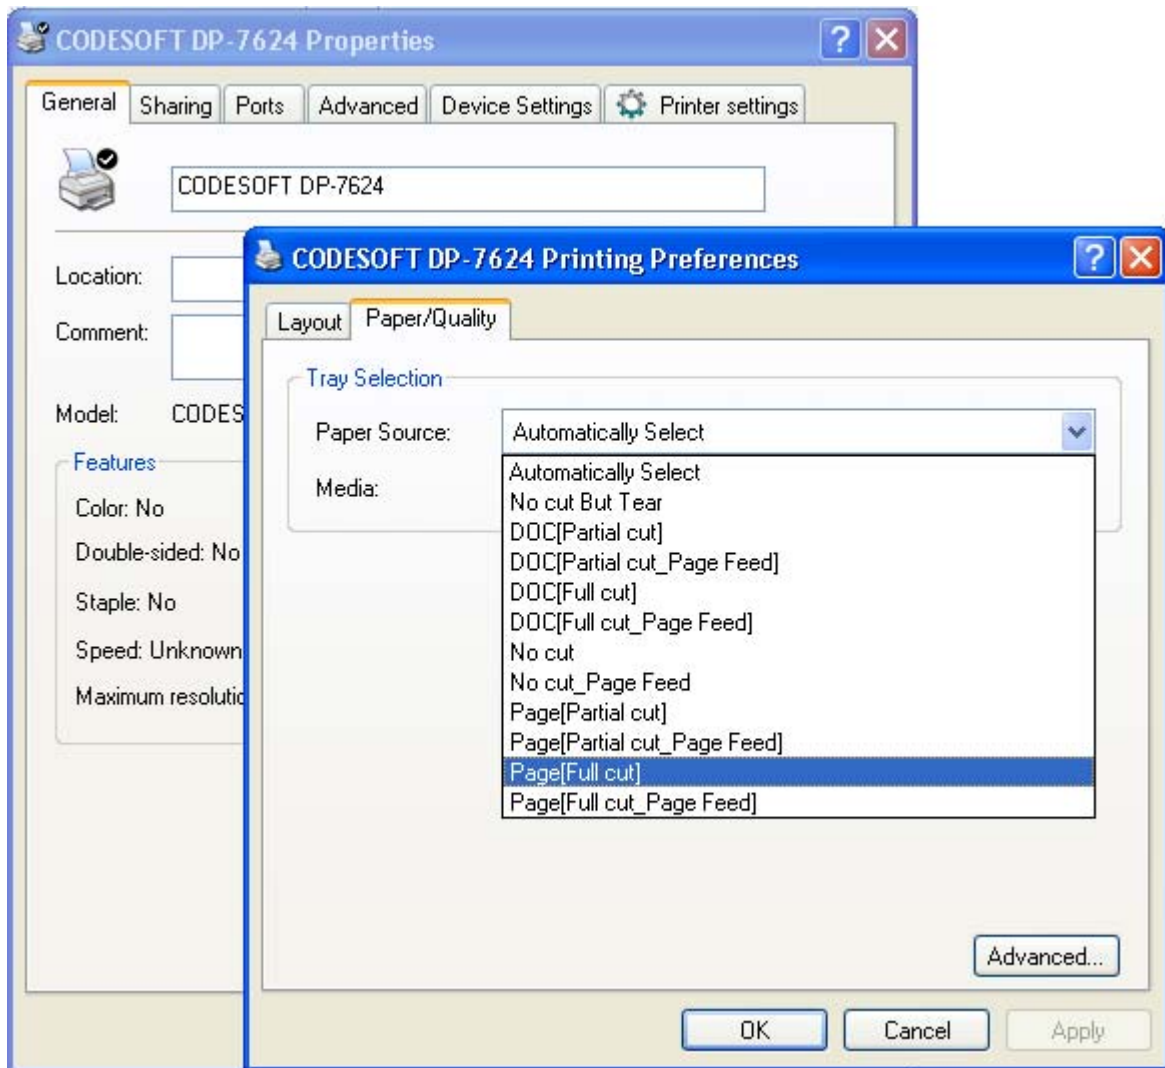 CODESOFT DP-7624 Properties
General Sharing Ports Advanced Device Settings Printer settings
CODESOFT DP-7624
Location:
Comment:
Model: CODES
Features
Color: No
Double-sided: No
Staple: No
Speed: Unknown
Maximum resolutio
CODESOFT DP-7624 Printing Preferences
Layout Paper/Quality
Tray Selection
Paper Source: Automatically Select
Media:
Automatically Select
No cut But Tear
DOC[Partial cut]
DOC[Partial cut_Page Feed]
DOC[Full cut]
DOC[Full cut_Page Feed]
No cut
No cut_Page Feed
Page[Partial cut]
Page[Partial cut_Page Feed]
Page[Full cut]
Page[Full cut_Page Feed]
Advanced...
OK Cancel Apply